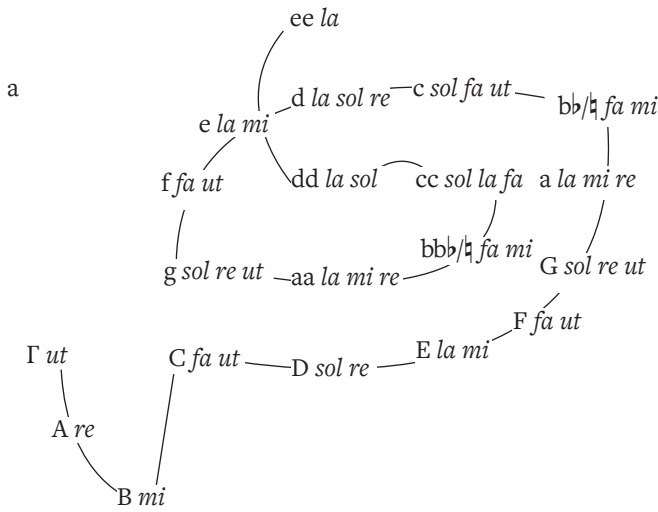 ee la
a
d la sol re c sol fa ut
bb♭/♮ fa mi
e la mi
f fa ut dd la sol cc sol la fa a la mi re
bbb♭/♮ fa mi
g sol re ut aa la mi re G sol re ut
F fa ut
Γ ut C fa ut D sol re E la mi
A re
B mi